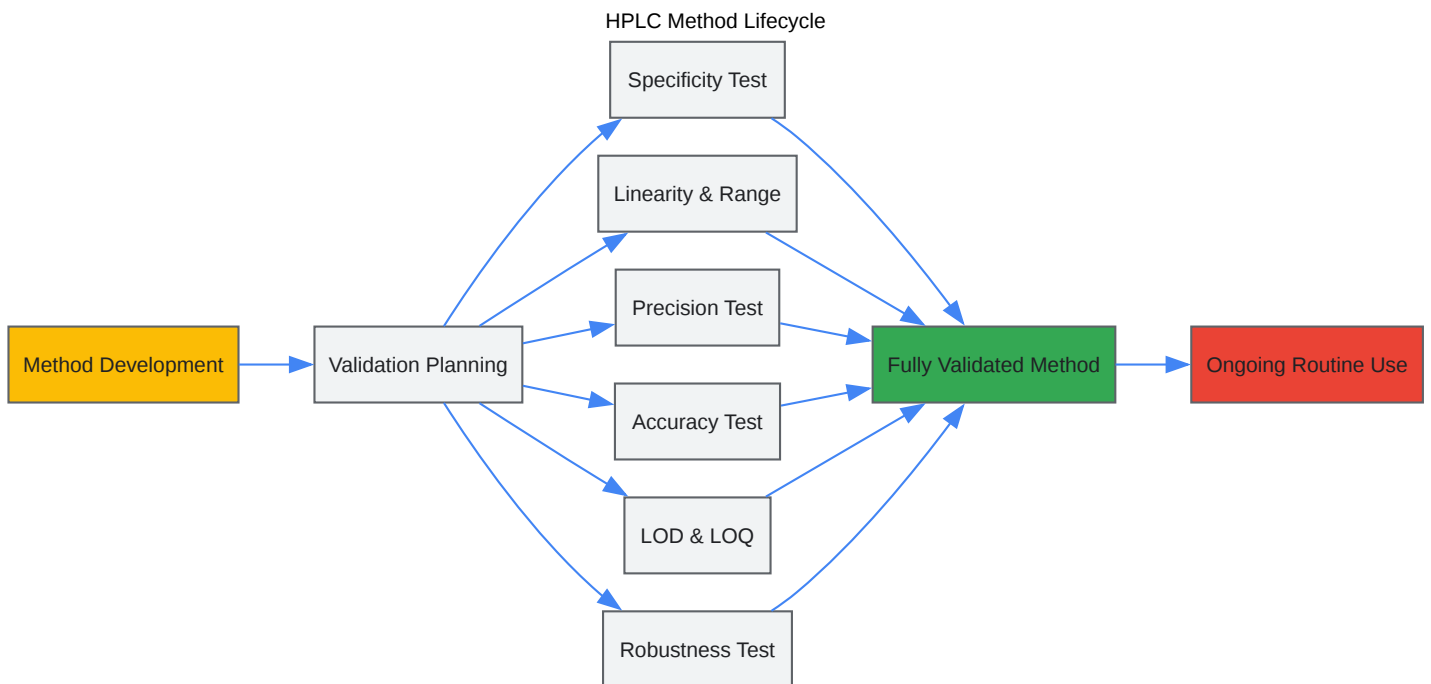 HPLC Method Lifecycle
Specificity Test
Linearity & Range
Precision Test
Method Development
Validation Planning
Fully Validated Method
Ongoing Routine Use
Accuracy Test
LOD & LOQ
Robustness Test